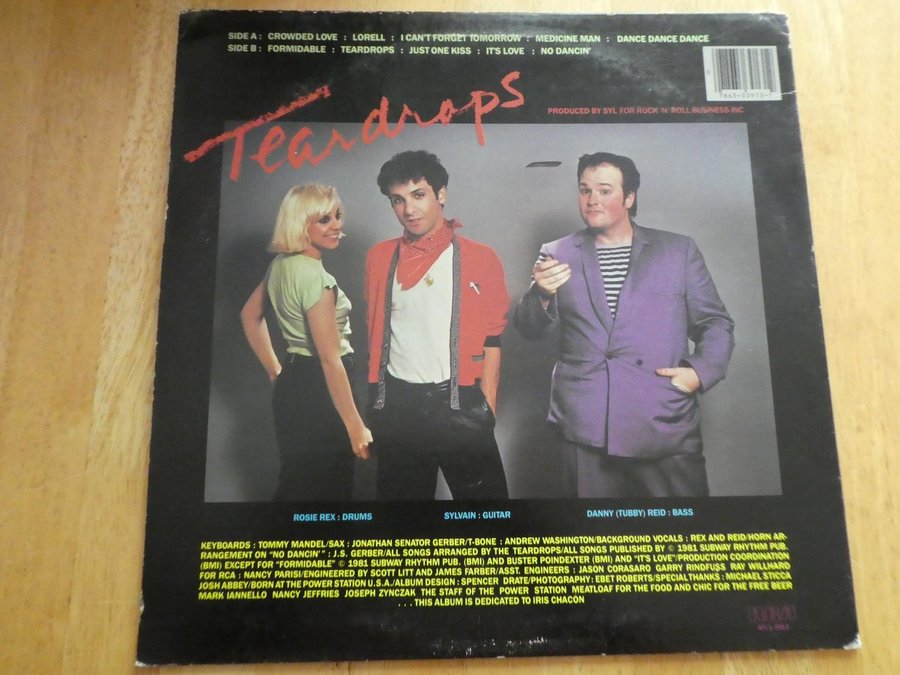 SIDE A : CROWDED LOVE : LORELL : I CAN'T FORGET TOMORROW : MEDICINE MAN : DANCE DANCE DANCE
SIDE B : FORMIDABLE : TEARDROPS : JUST ONE KISS : IT'S LOVE : NO DANCIN'
Teardrops
PRODUCED BY SYL FOR ROCK 'N' ROLL BUSINESS INC.
ROSIE REX : DRUMS
SYLVAIN : GUITAR
DANNY (TUBBY) REID : BASS
KEYBOARDS : TOMMY MANDEL/SAX : JONATHAN SENATOR GERBER/T-BONE : ANDREW WASHINGTON/BACKGROUND VOCALS : REX AND REID/HORN AR-
RANGEMENT ON "NO DANCIN'" : J.S. GERBER/ALL SONGS ARRANGED BY THE TEARDROPS/ALL SONGS PUBLISHED BY © 1981 SUBWAY RHYTHM PUB.
(BMI) EXCEPT FOR "FORMIDABLE" © 1981 SUBWAY RHYTHM PUB. (BMI) AND BUSTER POINDEXTER (BMI) AND "IT'S LOVE"/PRODUCTION COORDINATION
FOR RCA : NANCY PARISI/ENGINEERED BY SCOTT LITT AND JAMES FARBER/ASST. ENGINEERS : JASON CORASARO GARRY RINDFUSS RAY WILLHARD
JOSH ABBEY/BORN AT THE POWER STATION U.S.A./ALBUM DESIGN : SPENCER DRATE/PHOTOGRAPHY : EBET ROBERTS/SPECIAL THANKS : MICHAEL STICCA
MARK IANNELLO NANCY JEFFRIES JOSEPH ZYNCZAK THE STAFF OF THE POWER STATION MEATLOAF FOR THE FOOD AND CHIC FOR THE FREE BEER
. . . THIS ALBUM IS DEDICATED TO IRIS CHACON